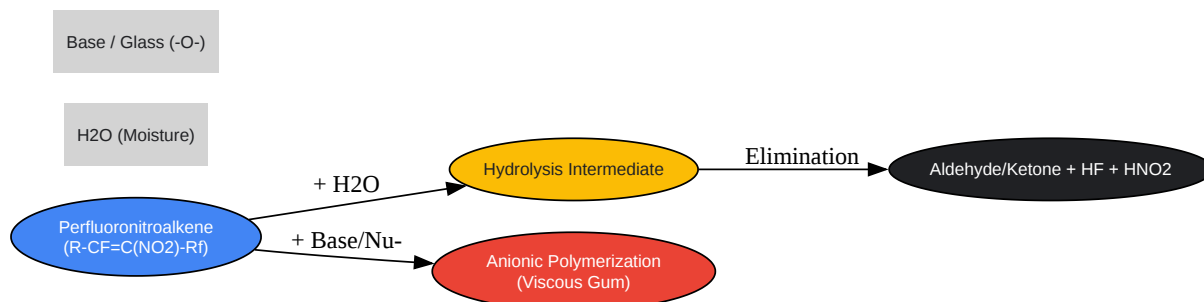 Base / Glass (-O-)
H2O (Moisture)
Perfluoronitroalkene
(R-CF=C(NO2)-Rf)
+ H2O
+ Base/Nu-
Hydrolysis Intermediate
Anionic Polymerization
(Viscous Gum)
Elimination
Aldehyde/Ketone + HF + HNO2